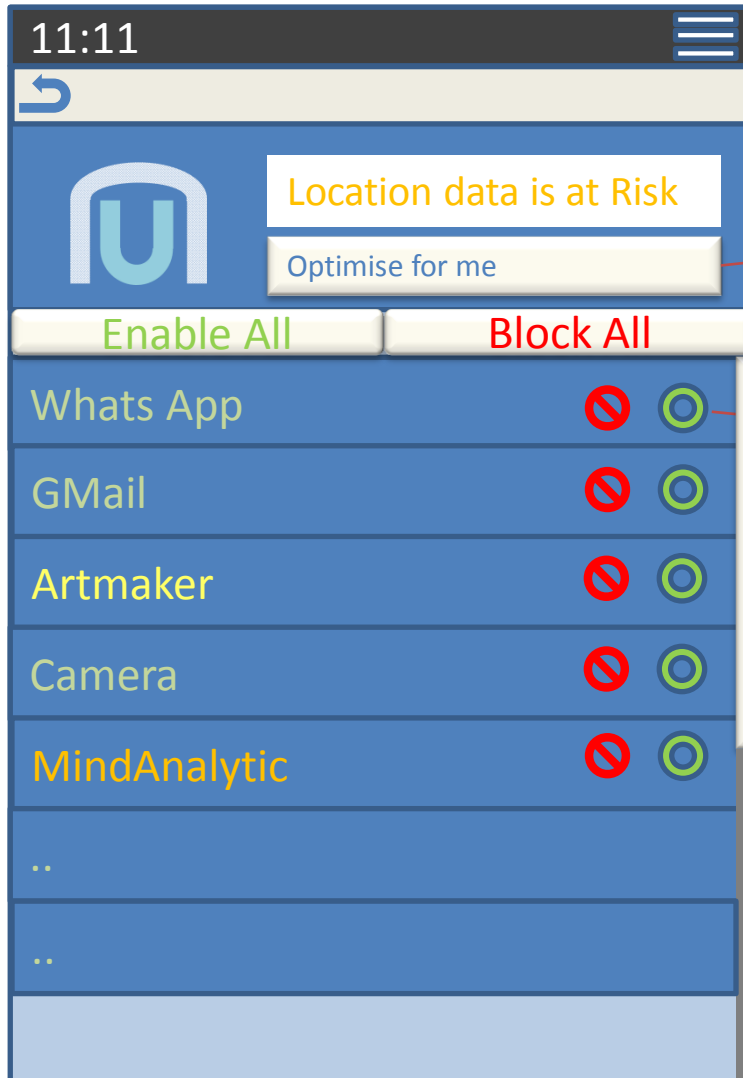 11:11
Location data is at Risk
Optimise for me
Enable All
Block All
Whats App
GMail
Artmaker
Camera
MindAnalytic
..
..